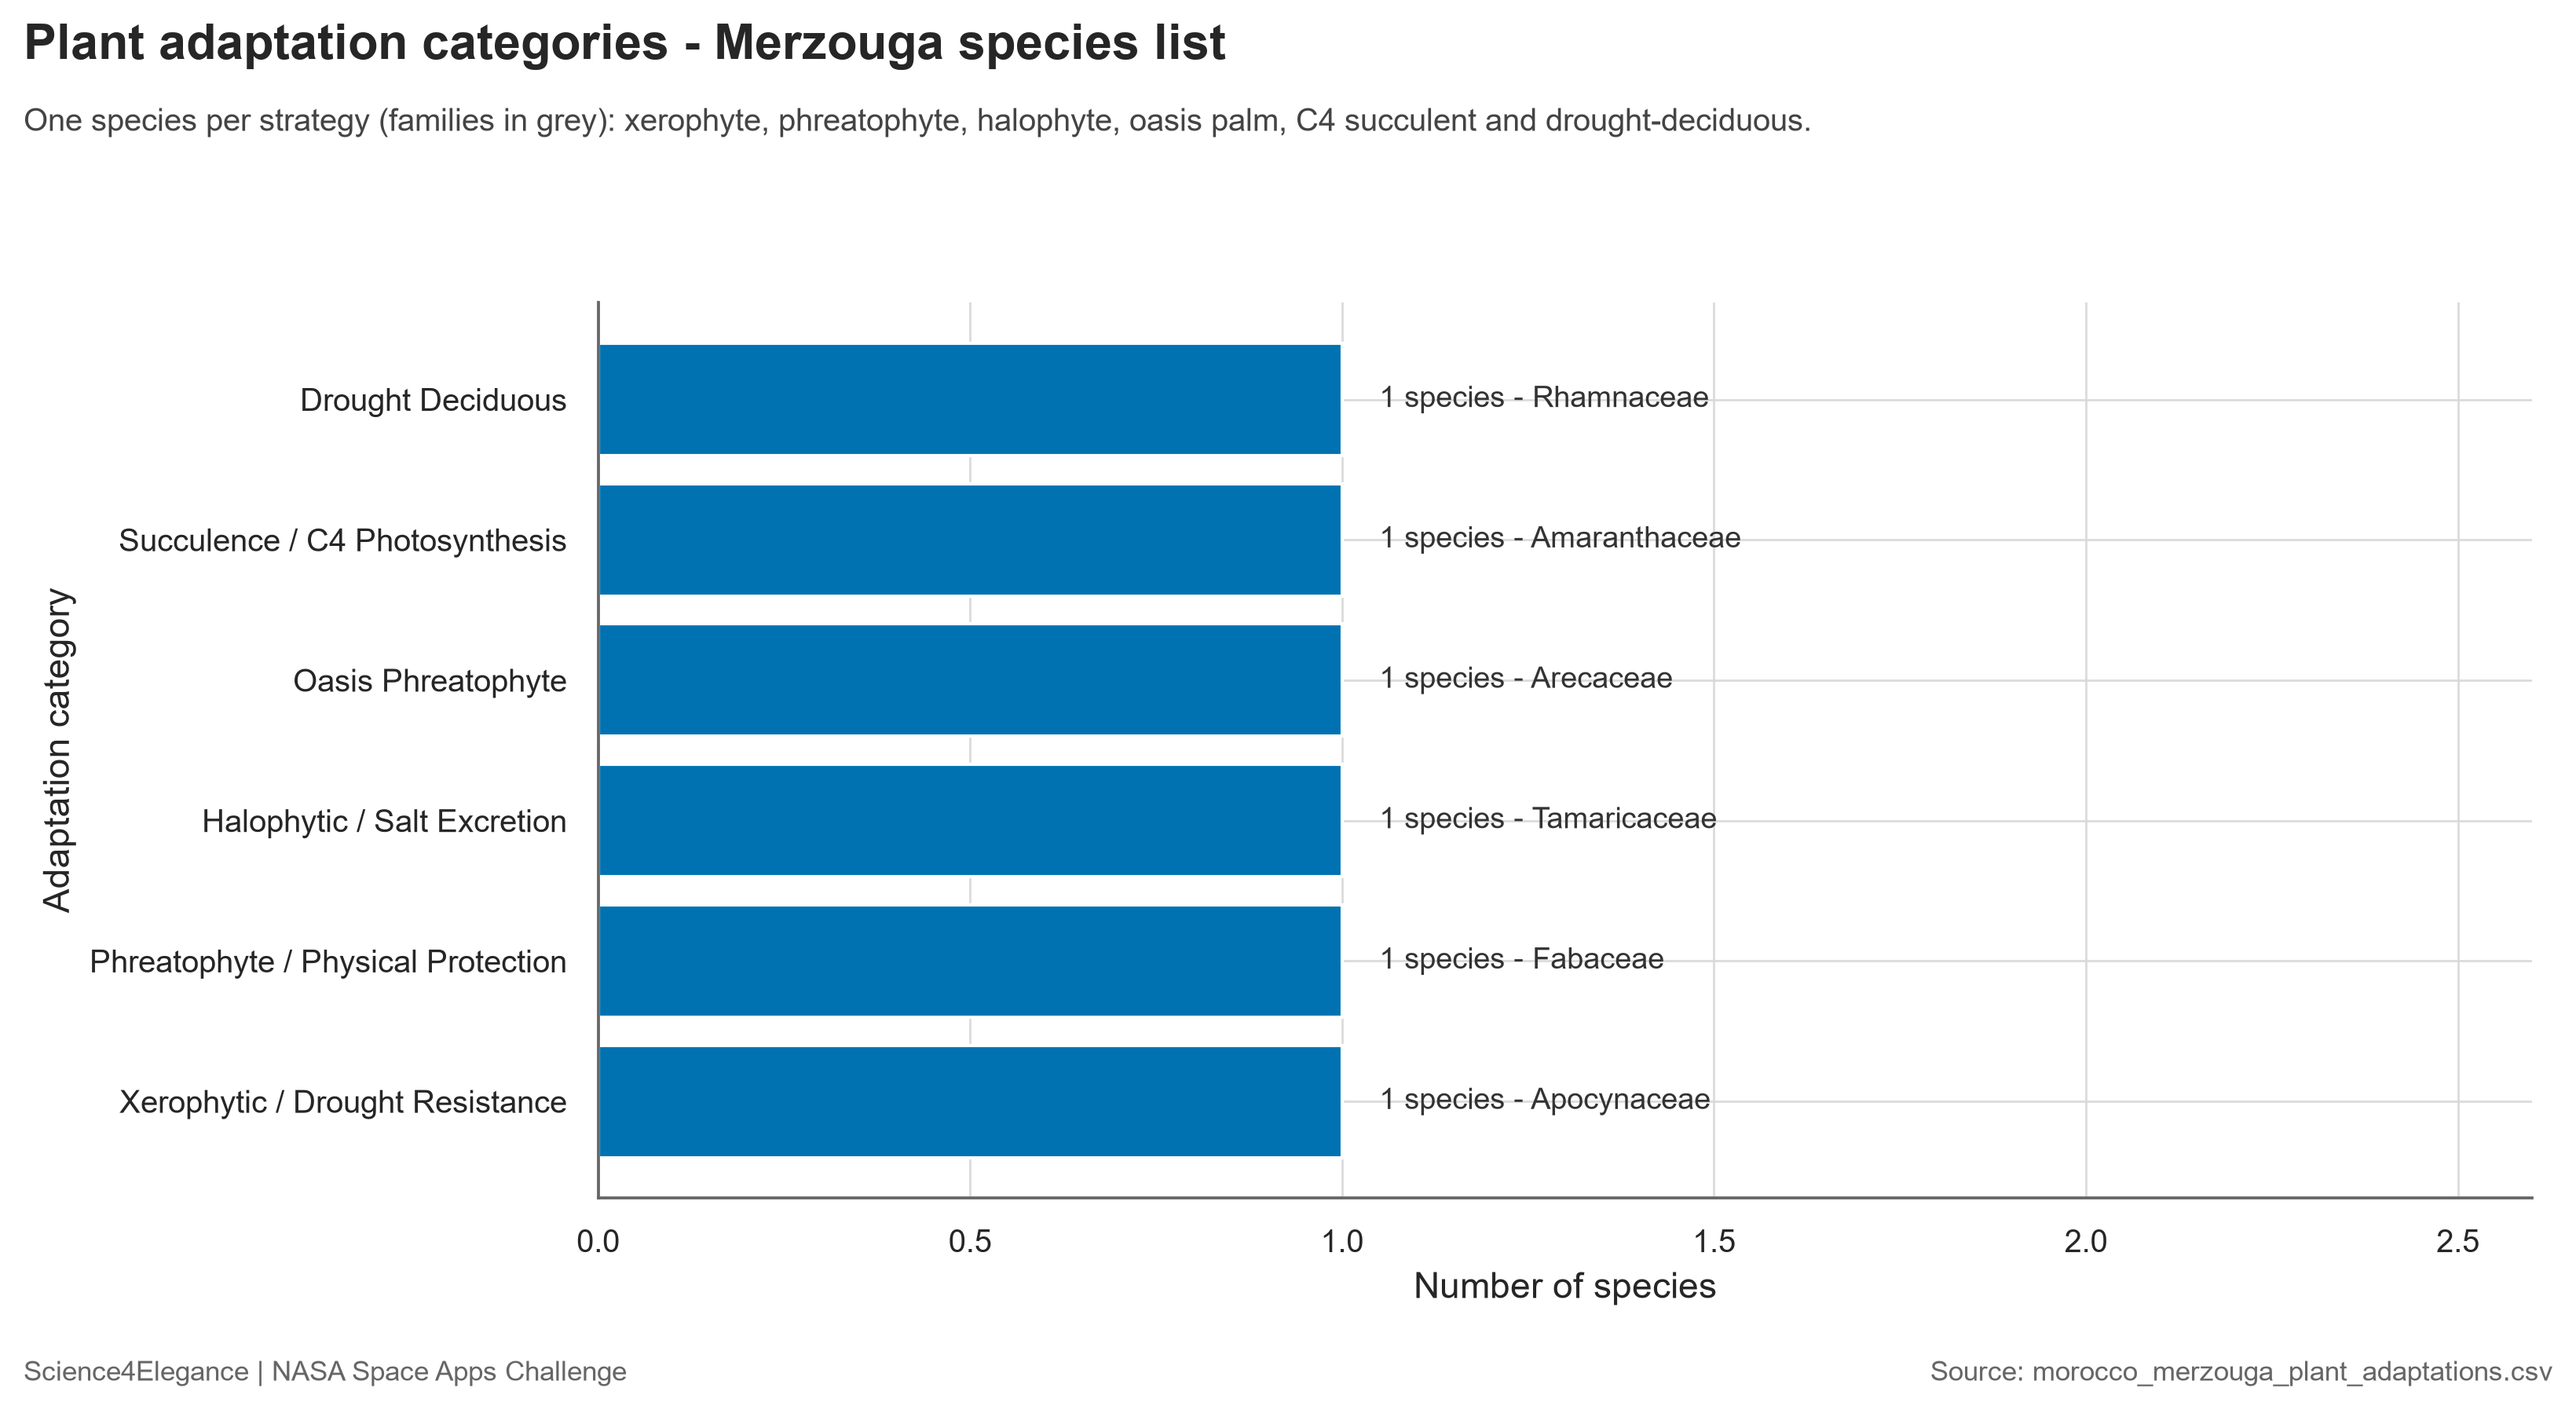 Plant adaptation categories - Merzouga species list
One species per strategy (families in grey): xerophyte, phreatophyte, halophyte, oasis palm, C4 succulent and drought-deciduous.
Adaptation category
Drought Deciduous
1 species - Rhamnaceae
Succulence / C4 Photosynthesis
1 species - Amaranthaceae
Oasis Phreatophyte
1 species - Arecaceae
Halophytic / Salt Excretion
1 species - Tamaricaceae
Phreatophyte / Physical Protection
1 species - Fabaceae
Xerophytic / Drought Resistance
1 species - Apocynaceae
0.0 0.5 1.0 1.5 2.0 2.5
Number of species
Science4Elegance | NASA Space Apps Challenge
Source: morocco_merzouga_plant_adaptations.csv